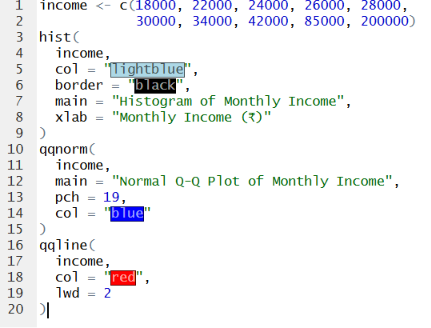 1 income <- c(18000, 22000, 24000, 26000, 28000,
2             30000, 34000, 42000, 85000, 200000)
3 hist(
4   income,
5   col = "lightblue",
6   border = "black",
7   main = "Histogram of Monthly Income",
8   xlab = "Monthly Income (₹)"
9 )
10 qqnorm(
11   income,
12   main = "Normal Q-Q Plot of Monthly Income",
13   pch = 19,
14   col = "blue"
15 )
16 qqline(
17   income,
18   col = "red",
19   lwd = 2
20 )